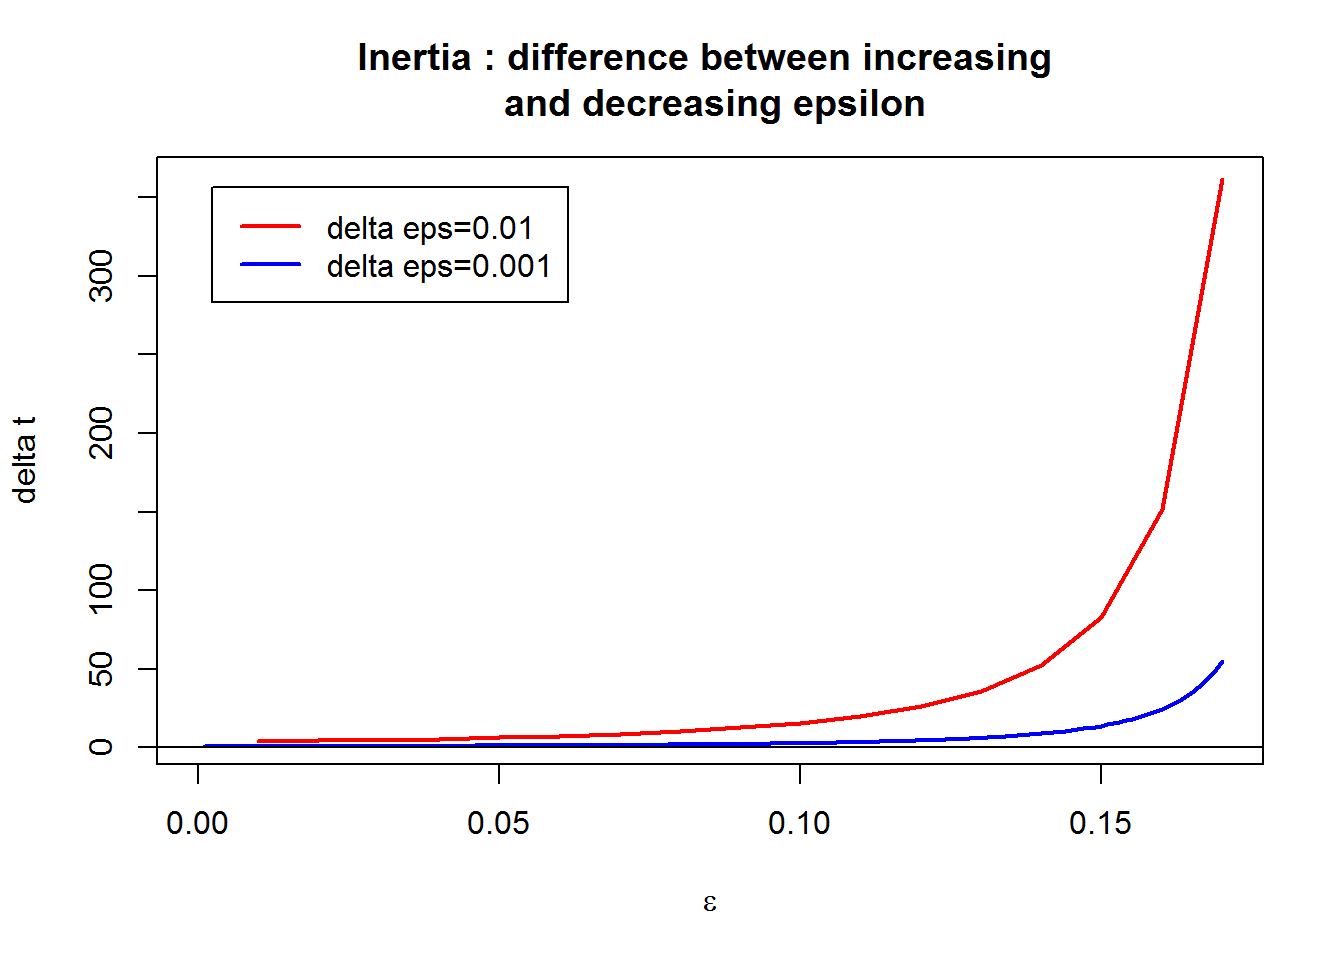 Inertia : difference between increasing
and decreasing epsilon
delta eps=0.01
delta eps=0.001
300
200
100
50
0
delta t
0.00 0.05 0.10 0.15
ε